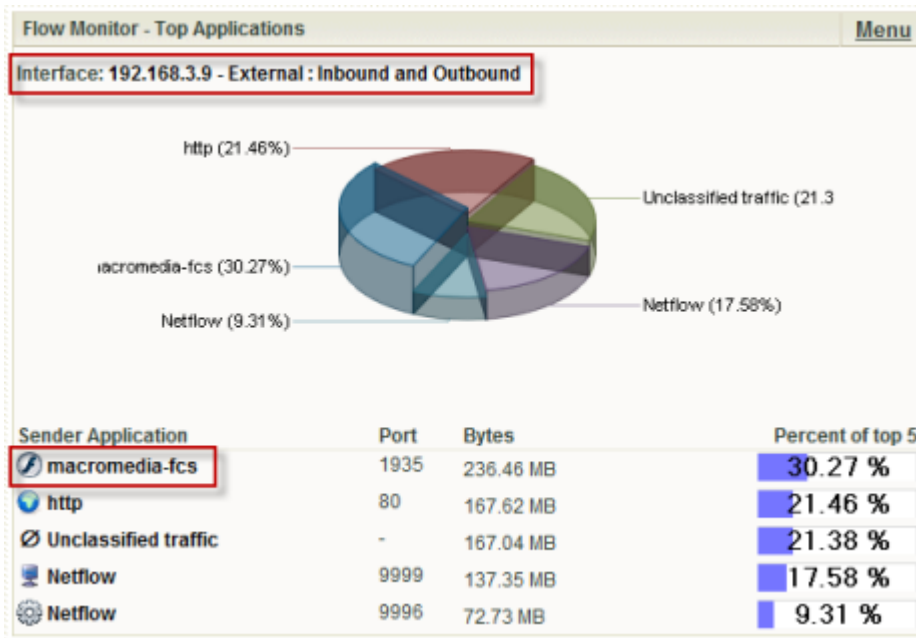 Flow Monitor - Top Applications Menu
Interface: 192.168.3.9 - External : Inbound and Outbound
http (21.46%)
Unclassified traffic (21.3
acromedia-fcs (30.27%)
Netflow (17.58%)
Netflow (9.31%)
Sender Application Port Bytes Percent of top 5
macromedia-fcs 1935 236.46 MB 30.27 %
http 80 167.62 MB 21.46 %
Unclassified traffic - 167.04 MB 21.38 %
Netflow 9999 137.35 MB 17.58 %
Netflow 9996 72.73 MB 9.31 %